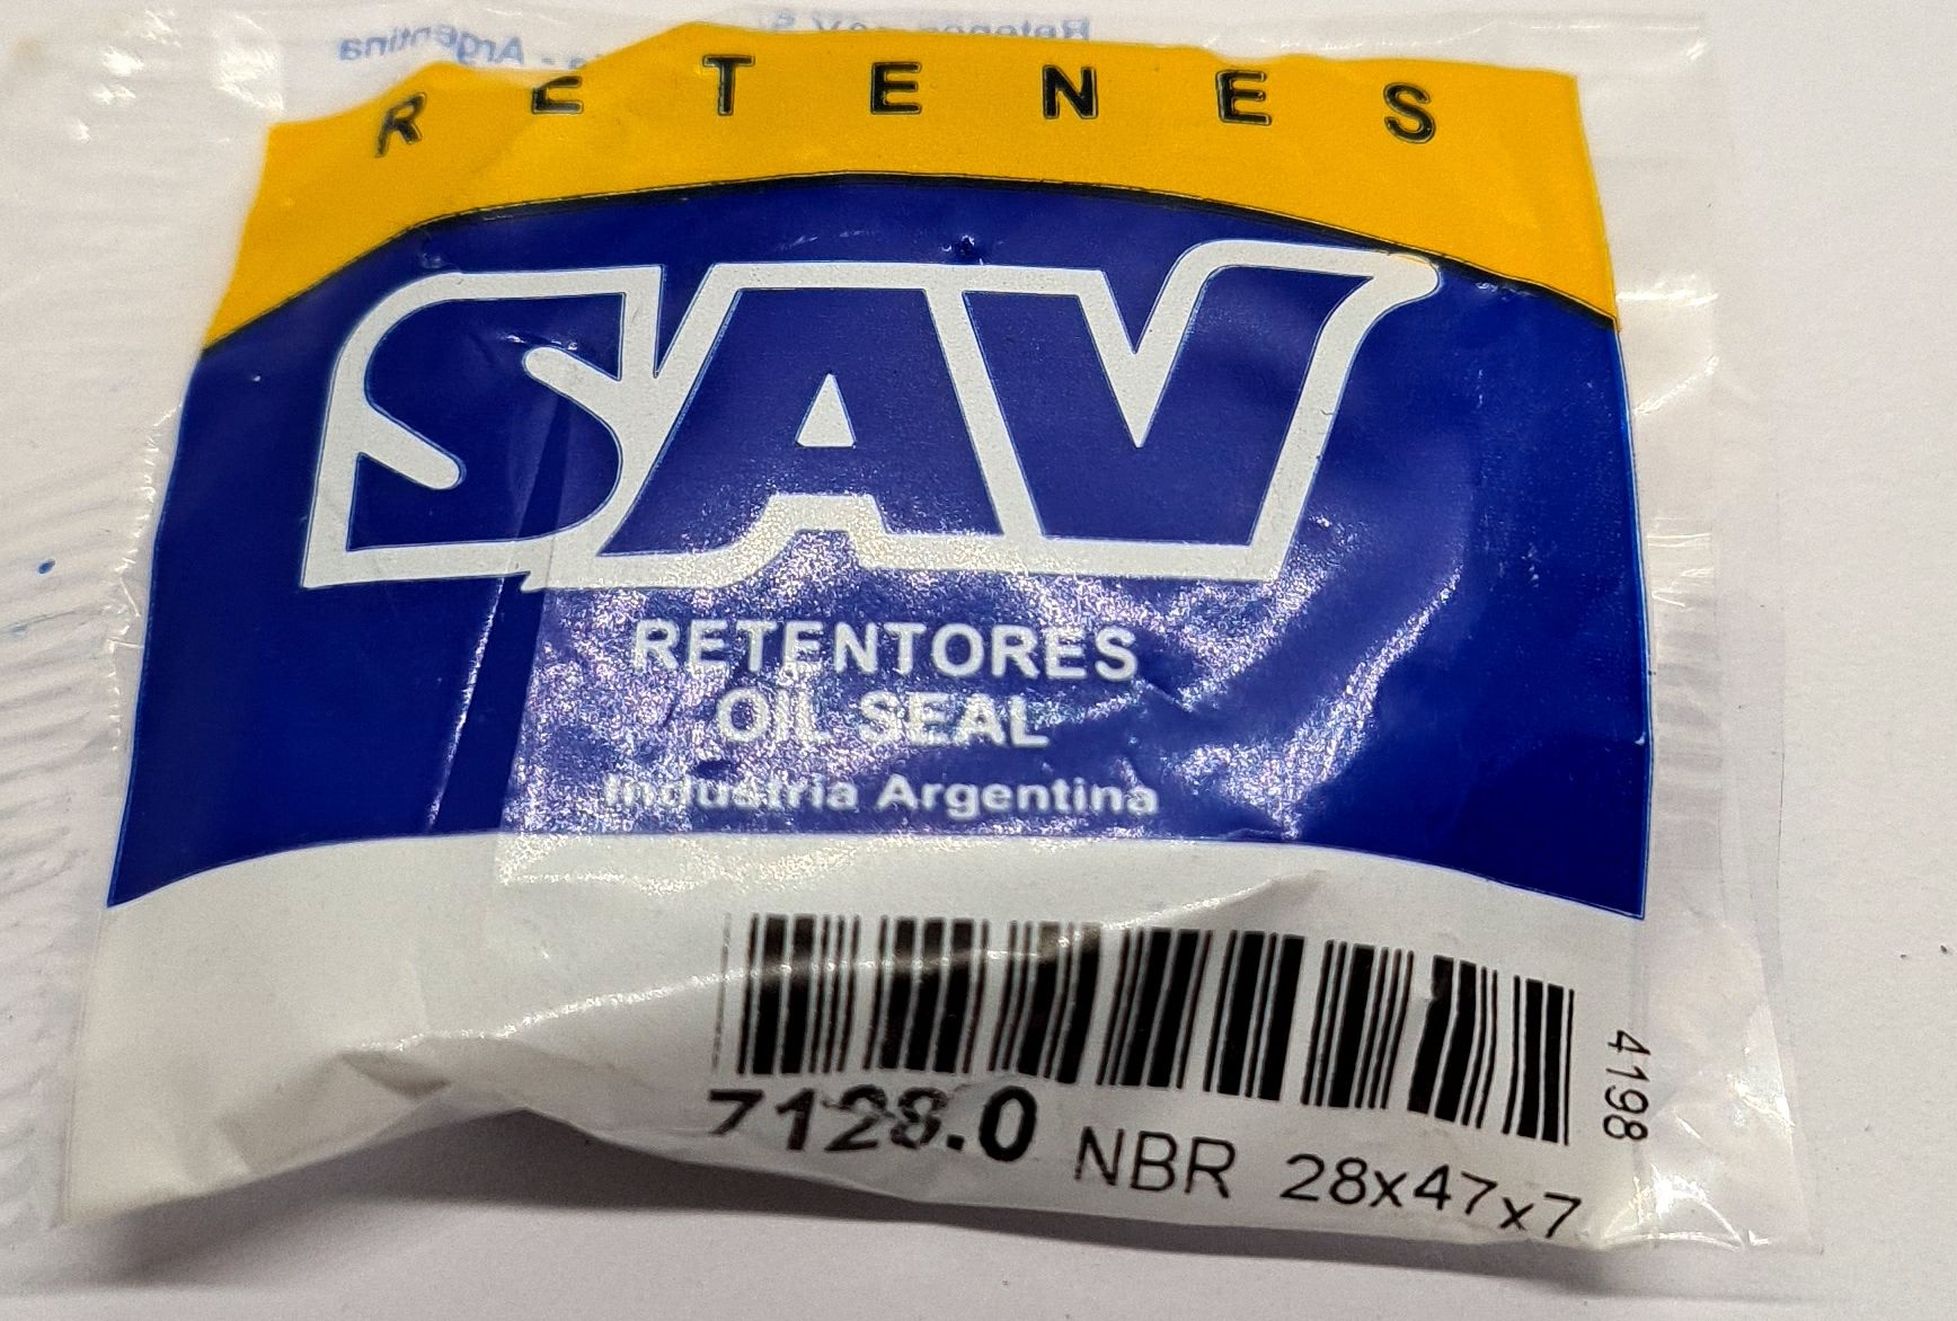 RETENES
SAV
RETENTORES
OIL SEAL
Industria Argentina
4198
7128.0 NBR 28x47x7